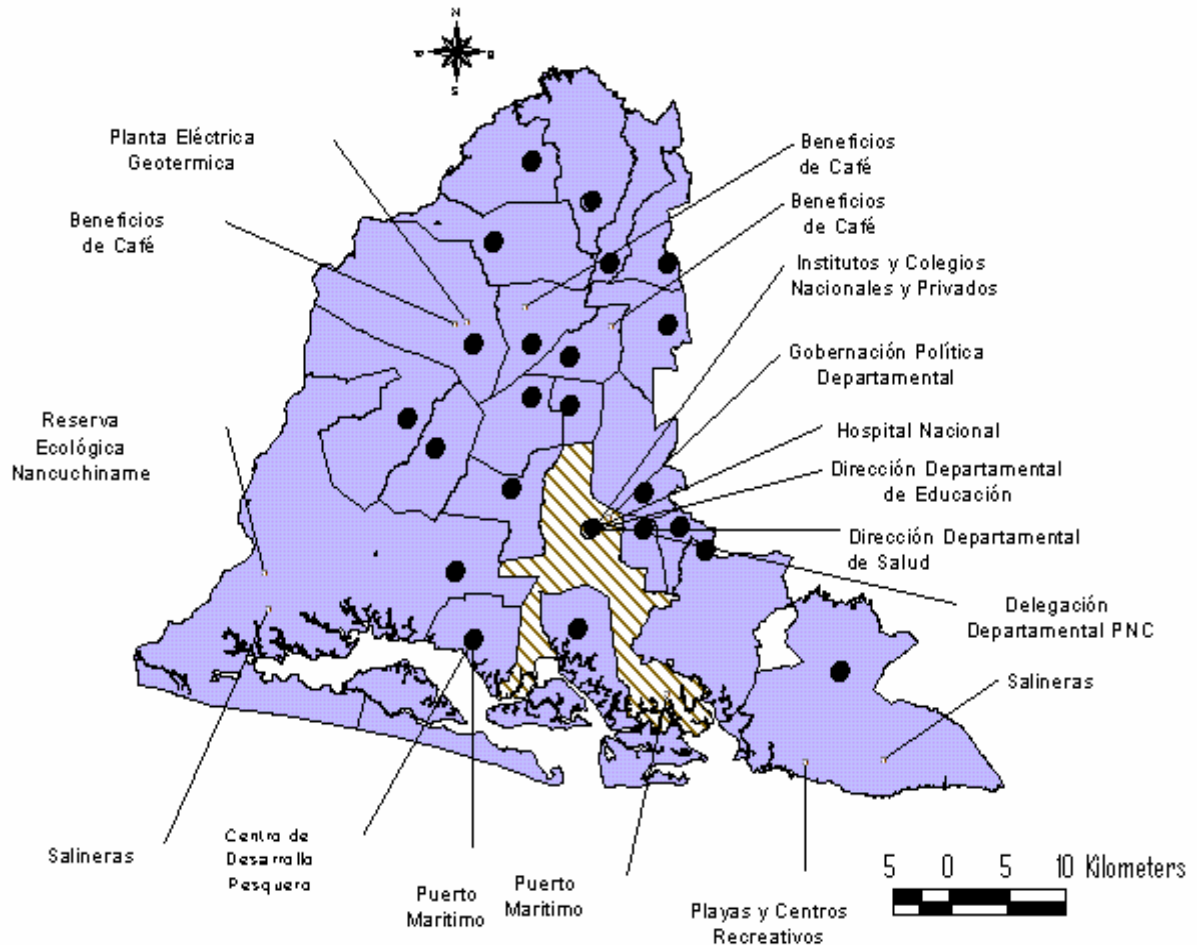 N
S
Planta Eléctrica
Geotermica
Beneficios
de Café
Beneficios
de Café
Beneficios
de Café
Institutos y Colegios
Nacionales y Privados
Gobernación Política
Departamental
Reserva
Ecológica
Nancuchiname
Hospital Nacional
Dirección Departamental
de Educación
Dirección Departamental
de Salud
Delegación
Departamental PNC
Salineras
Salineras
Centro de
Desarrolla
Pesquera
Puerto
Maritimo
Puerto
Maritimo
Playas y Centros
Recreativos
5 0 5 10 Kilometers